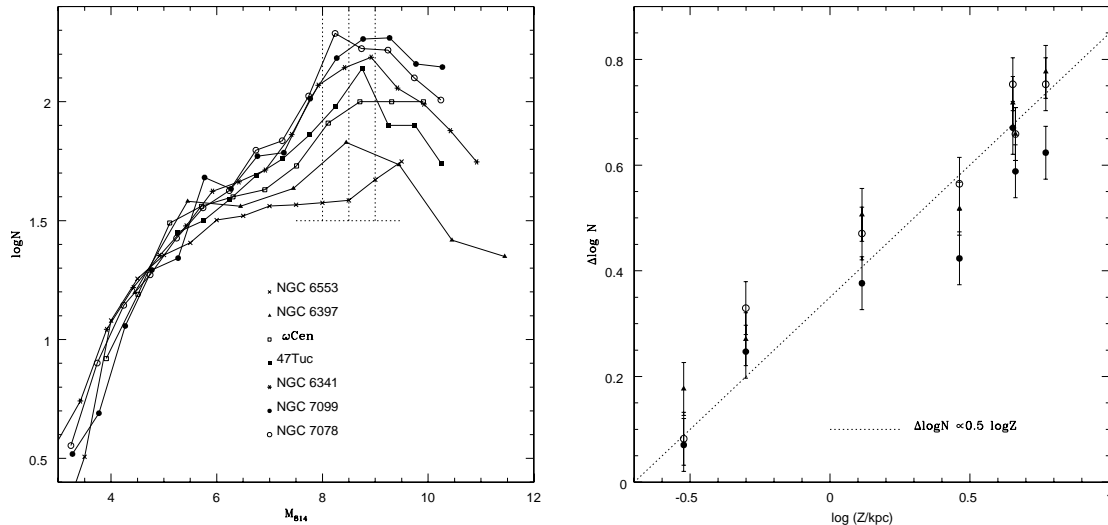 logN
2
1.5
1
0.5
4
6
8
10
12
M814
NGC 6553
NGC 6397
ωCen
47Tuc
NGC 6341
NGC 7099
NGC 7078
Δlog N
0.8
0.6
0.4
0.2
0
-0.5
0
0.5
1
log (Z/kpc)
ΔlogN ∝0.5 logZ